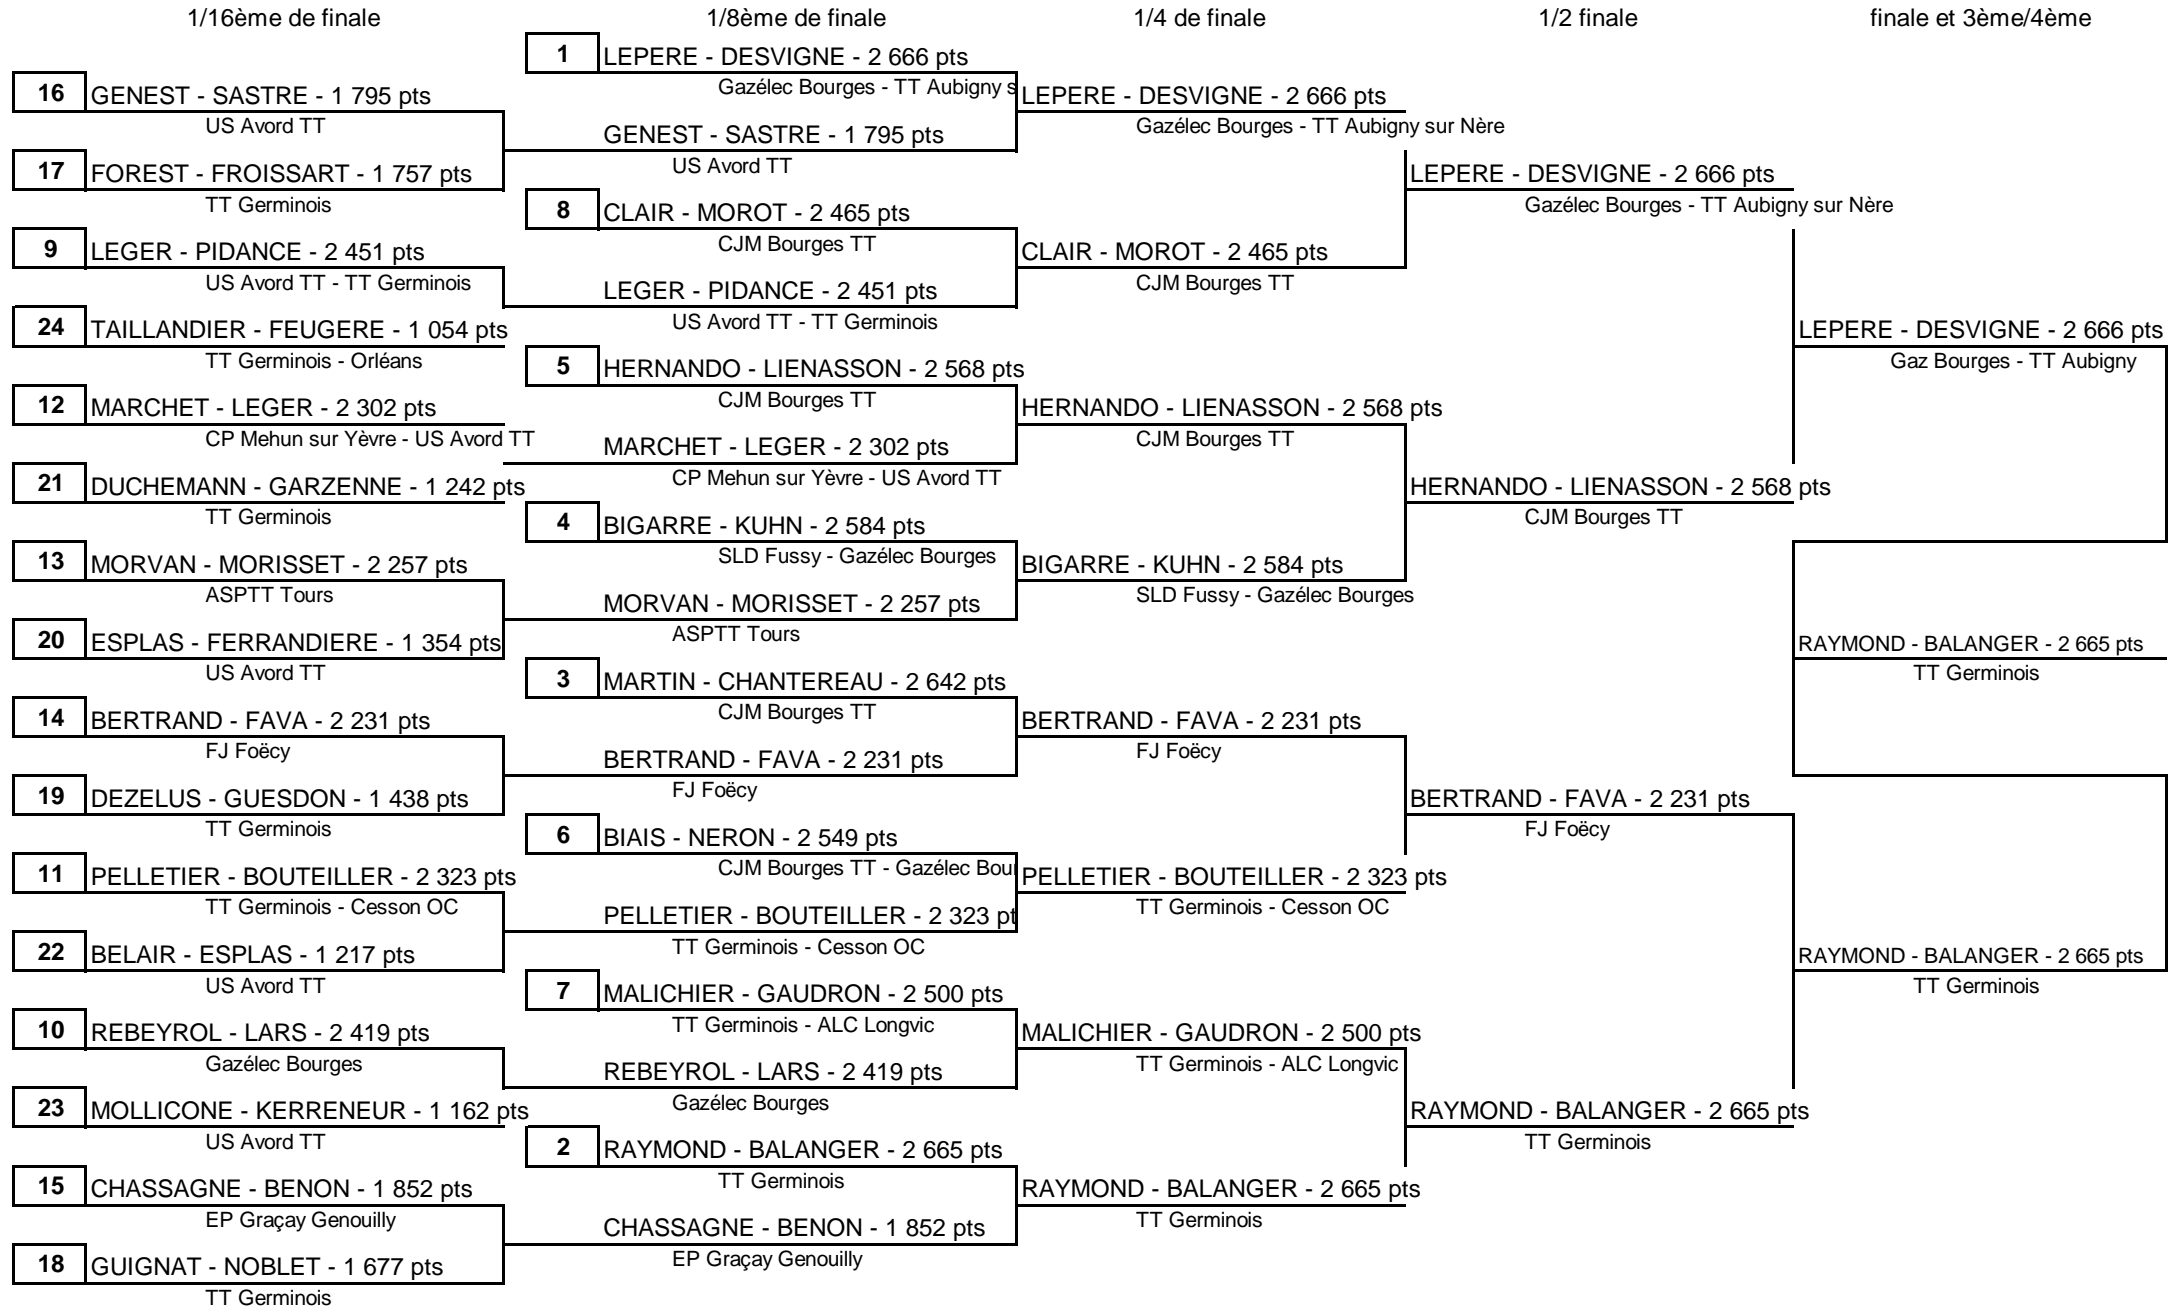 1/16ème de finale
1/8ème de finale
1/4 de finale
1/2 finale
finale et 3ème/4ème
16
GENEST - SASTRE - 1 795 pts
US Avord TT
17
FOREST - FROISSART - 1 757 pts
TT Germinois
9
LEGER - PIDANCE - 2 451 pts
US Avord TT - TT Germinois
24
TAILLANDIER - FEUGERE - 1 054 pts
TT Germinois - Orléans
12
MARCHET - LEGER - 2 302 pts
CP Mehun sur Yèvre - US Avord TT
21
DUCHEMANN - GARZENNE - 1 242 pts
TT Germinois
13
MORVAN - MORISSET - 2 257 pts
ASPTT Tours
20
ESPLAS - FERRANDIERE - 1 354 pts
US Avord TT
14
BERTRAND - FAVA - 2 231 pts
FJ Foëcy
19
DEZELUS - GUESDON - 1 438 pts
TT Germinois
11
PELLETIER - BOUTEILLER - 2 323 pts
TT Germinois - Cesson OC
22
BELAIR - ESPLAS - 1 217 pts
US Avord TT
10
REBEYROL - LARS - 2 419 pts
Gazélec Bourges
23
MOLLICONE - KERRENEUR - 1 162 pts
US Avord TT
15
CHASSAGNE - BENON - 1 852 pts
EP Graçay Genouilly
18
GUIGNAT - NOBLET - 1 677 pts
TT Germinois
1
LEPERE - DESVIGNE - 2 666 pts
Gazélec Bourges - TT Aubigny s
GENEST - SASTRE - 1 795 pts
US Avord TT
8
CLAIR - MOROT - 2 465 pts
CJM Bourges TT
LEGER - PIDANCE - 2 451 pts
US Avord TT - TT Germinois
5
HERNANDO - LIENASSON - 2 568 pts
CJM Bourges TT
MARCHET - LEGER - 2 302 pts
CP Mehun sur Yèvre - US Avord TT
4
BIGARRE - KUHN - 2 584 pts
SLD Fussy - Gazélec Bourges
MORVAN - MORISSET - 2 257 pts
ASPTT Tours
3
MARTIN - CHANTEREAU - 2 642 pts
CJM Bourges TT
BERTRAND - FAVA - 2 231 pts
FJ Foëcy
6
BIAIS - NERON - 2 549 pts
CJM Bourges TT - Gazélec Bour
PELLETIER - BOUTEILLER - 2 323 pt
TT Germinois - Cesson OC
7
MALICHIER - GAUDRON - 2 500 pts
TT Germinois - ALC Longvic
REBEYROL - LARS - 2 419 pts
Gazélec Bourges
2
RAYMOND - BALANGER - 2 665 pts
TT Germinois
CHASSAGNE - BENON - 1 852 pts
EP Graçay Genouilly
LEPERE - DESVIGNE - 2 666 pts
Gazélec Bourges - TT Aubigny sur Nère
CLAIR - MOROT - 2 465 pts
CJM Bourges TT
HERNANDO - LIENASSON - 2 568 pts
CJM Bourges TT
BIGARRE - KUHN - 2 584 pts
SLD Fussy - Gazélec Bourges
BERTRAND - FAVA - 2 231 pts
FJ Foëcy
PELLETIER - BOUTEILLER - 2 323 pts
TT Germinois - Cesson OC
MALICHIER - GAUDRON - 2 500 pts
TT Germinois - ALC Longvic
RAYMOND - BALANGER - 2 665 pts
TT Germinois
LEPERE - DESVIGNE - 2 666 pts
Gazélec Bourges - TT Aubigny sur Nère
HERNANDO - LIENASSON - 2 568 pts
CJM Bourges TT
BERTRAND - FAVA - 2 231 pts
FJ Foëcy
RAYMOND - BALANGER - 2 665 pts
TT Germinois
LEPERE - DESVIGNE - 2 666 pts
Gaz Bourges - TT Aubigny
RAYMOND - BALANGER - 2 665 pts
TT Germinois
RAYMOND - BALANGER - 2 665 pts
TT Germinois